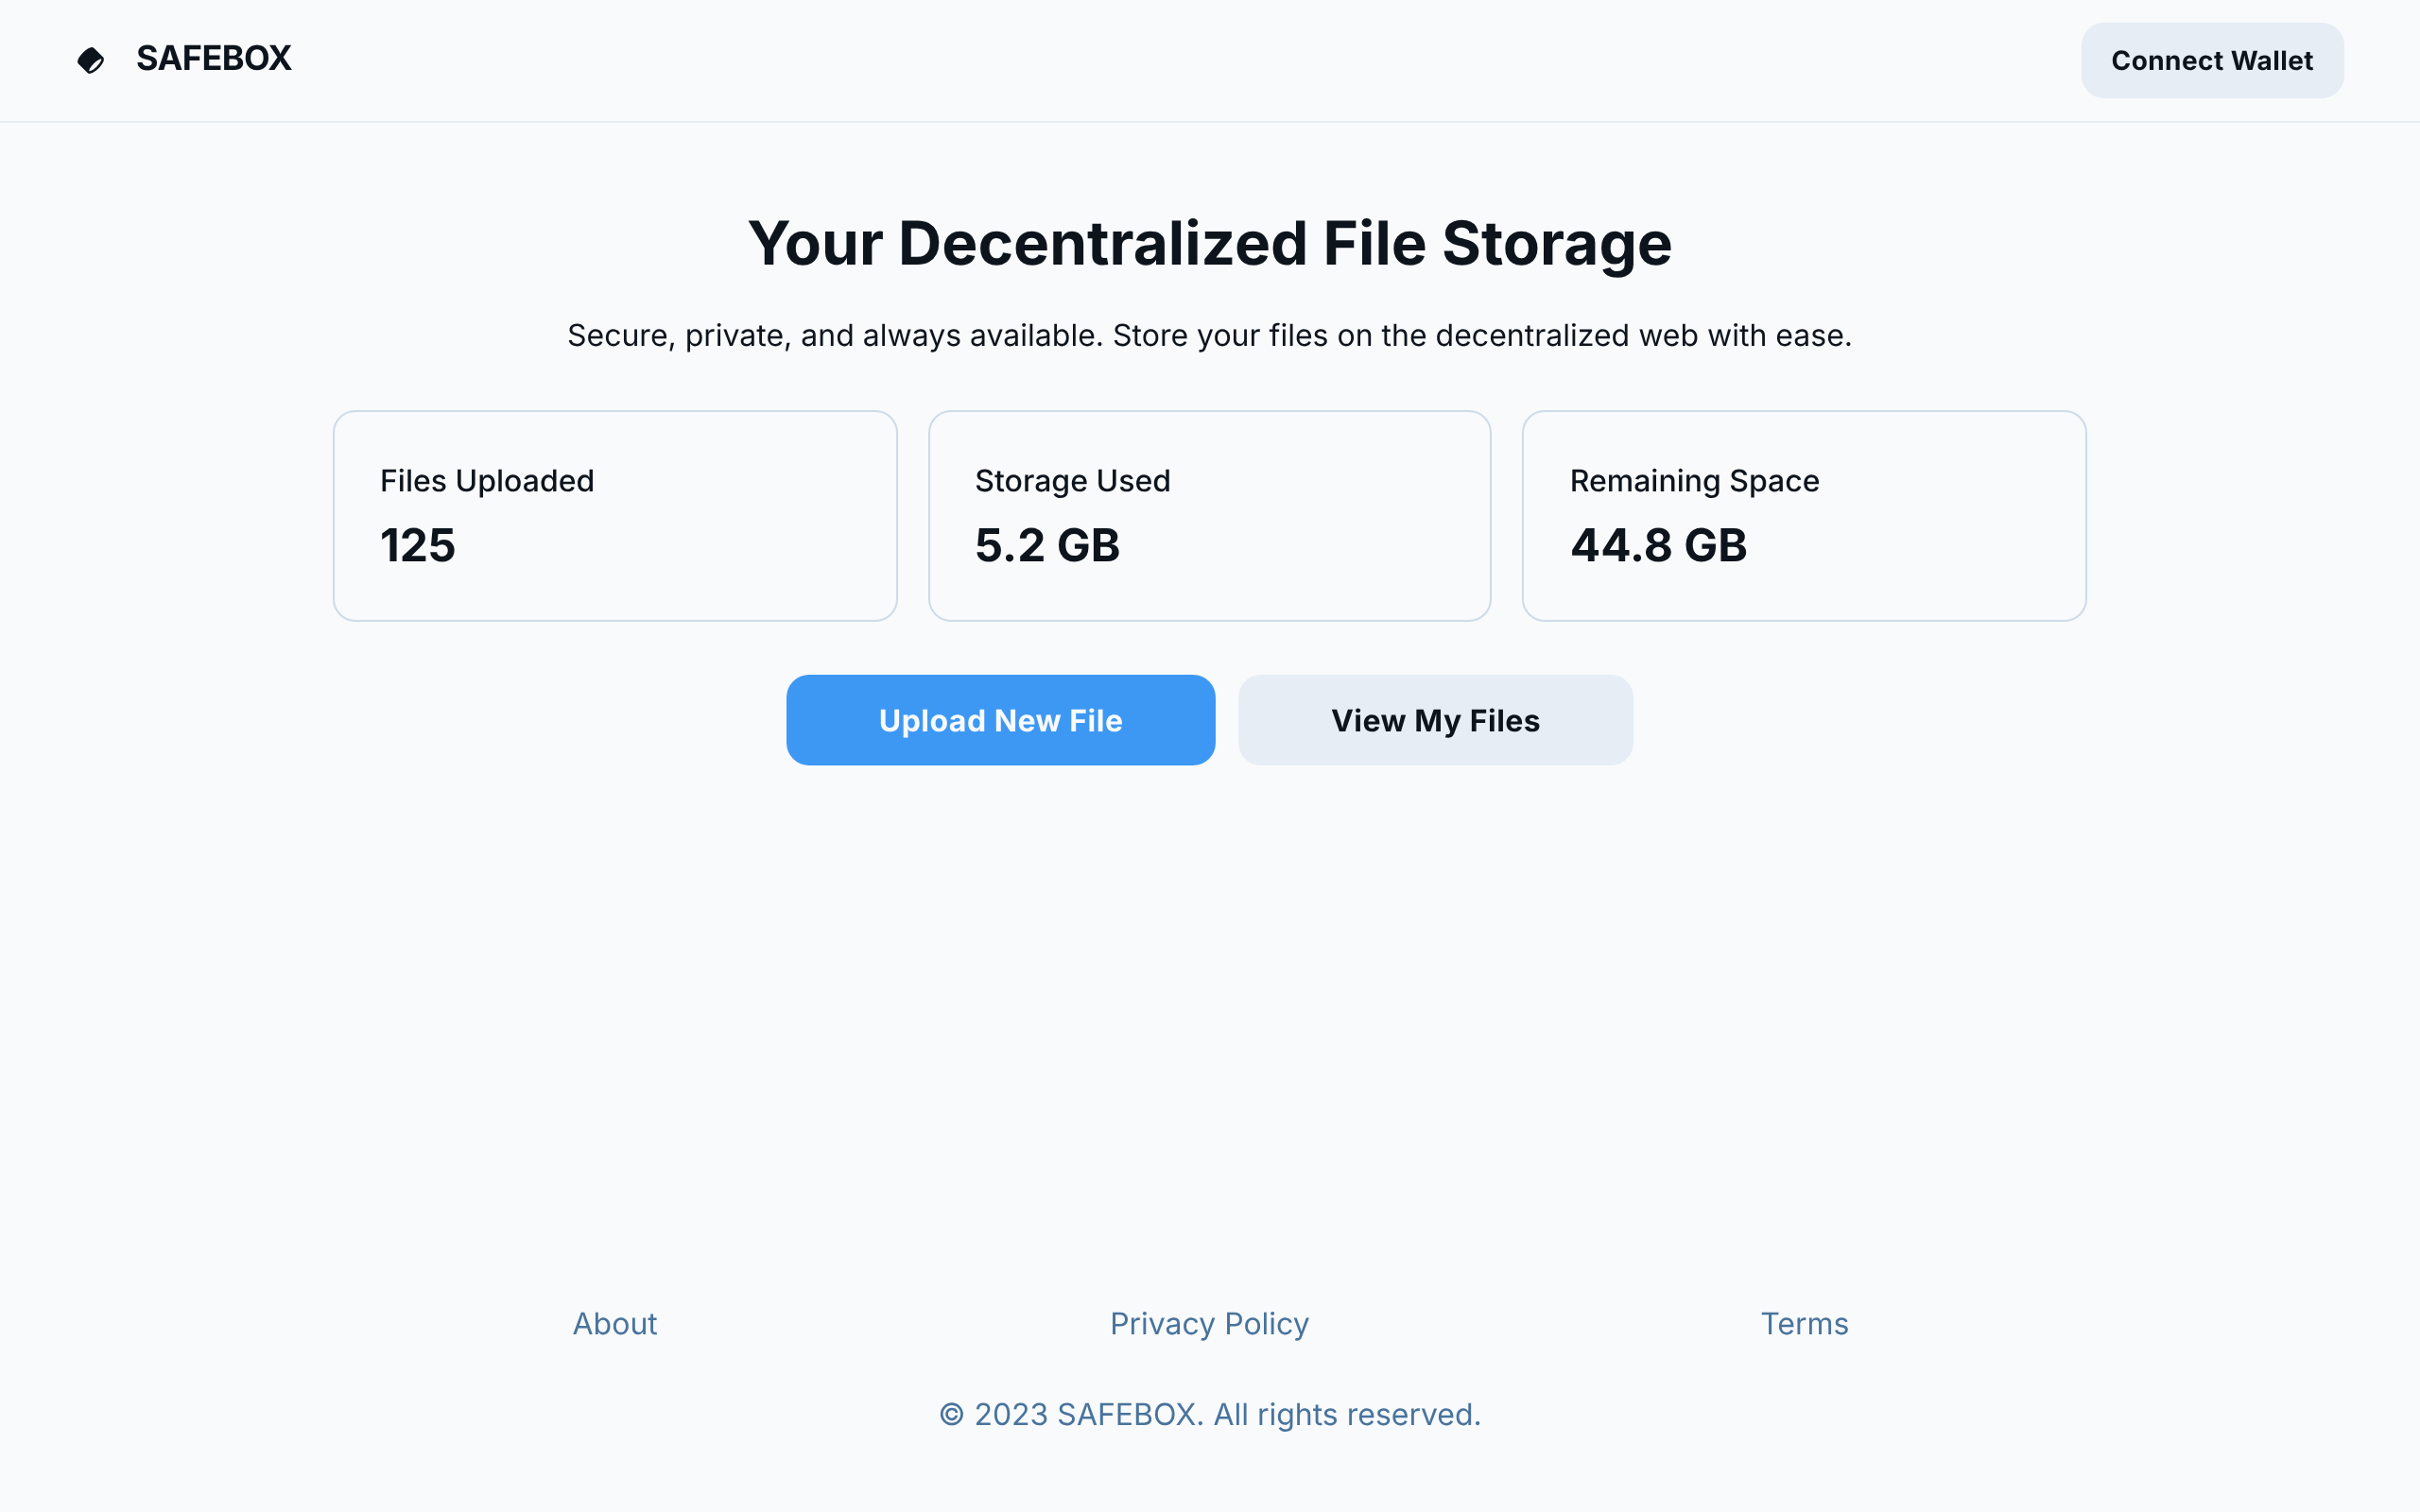 SAFEBOX
Connect Wallet
Your Decentralized File Storage
Secure, private, and always available. Store your files on the decentralized web with ease.
Files Uploaded
125
Storage Used
5.2 GB
Remaining Space
44.8 GB
Upload New File
View My Files
About
Privacy Policy
Terms
© 2023 SAFEBOX. All rights reserved.